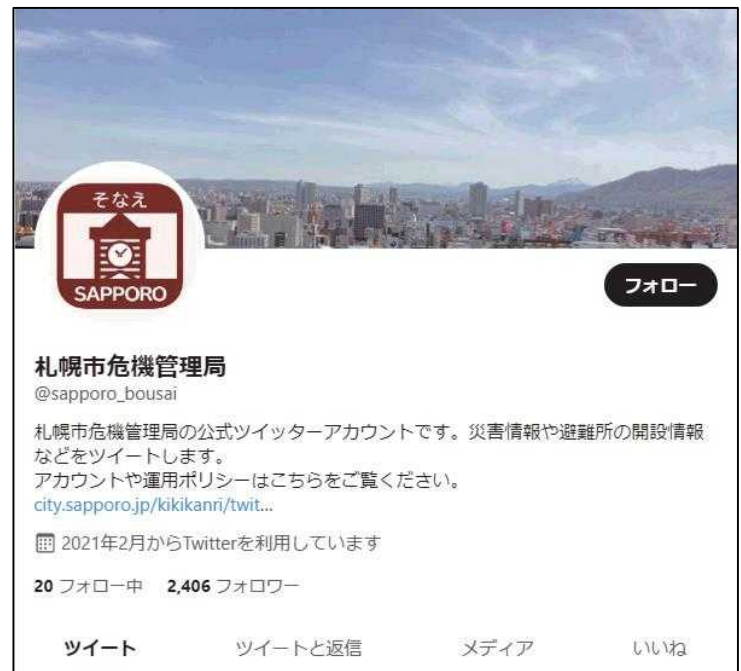 そなえ
SAPPORO
フォロー
札幌市危機管理局
@sapporo_bousai
札幌市危機管理局の公式ツイッターアカウントです。災害情報や避難所の開設情報
などをツイートします。
アカウントや運用ポリシーはこちらをご覧ください。
city.sapporo.jp/kikikanri/twit...
2021年2月からTwitterを利用しています
20 フォロー中 2,406 フォロワー
ツイート ツイートと返信 メディア いいね